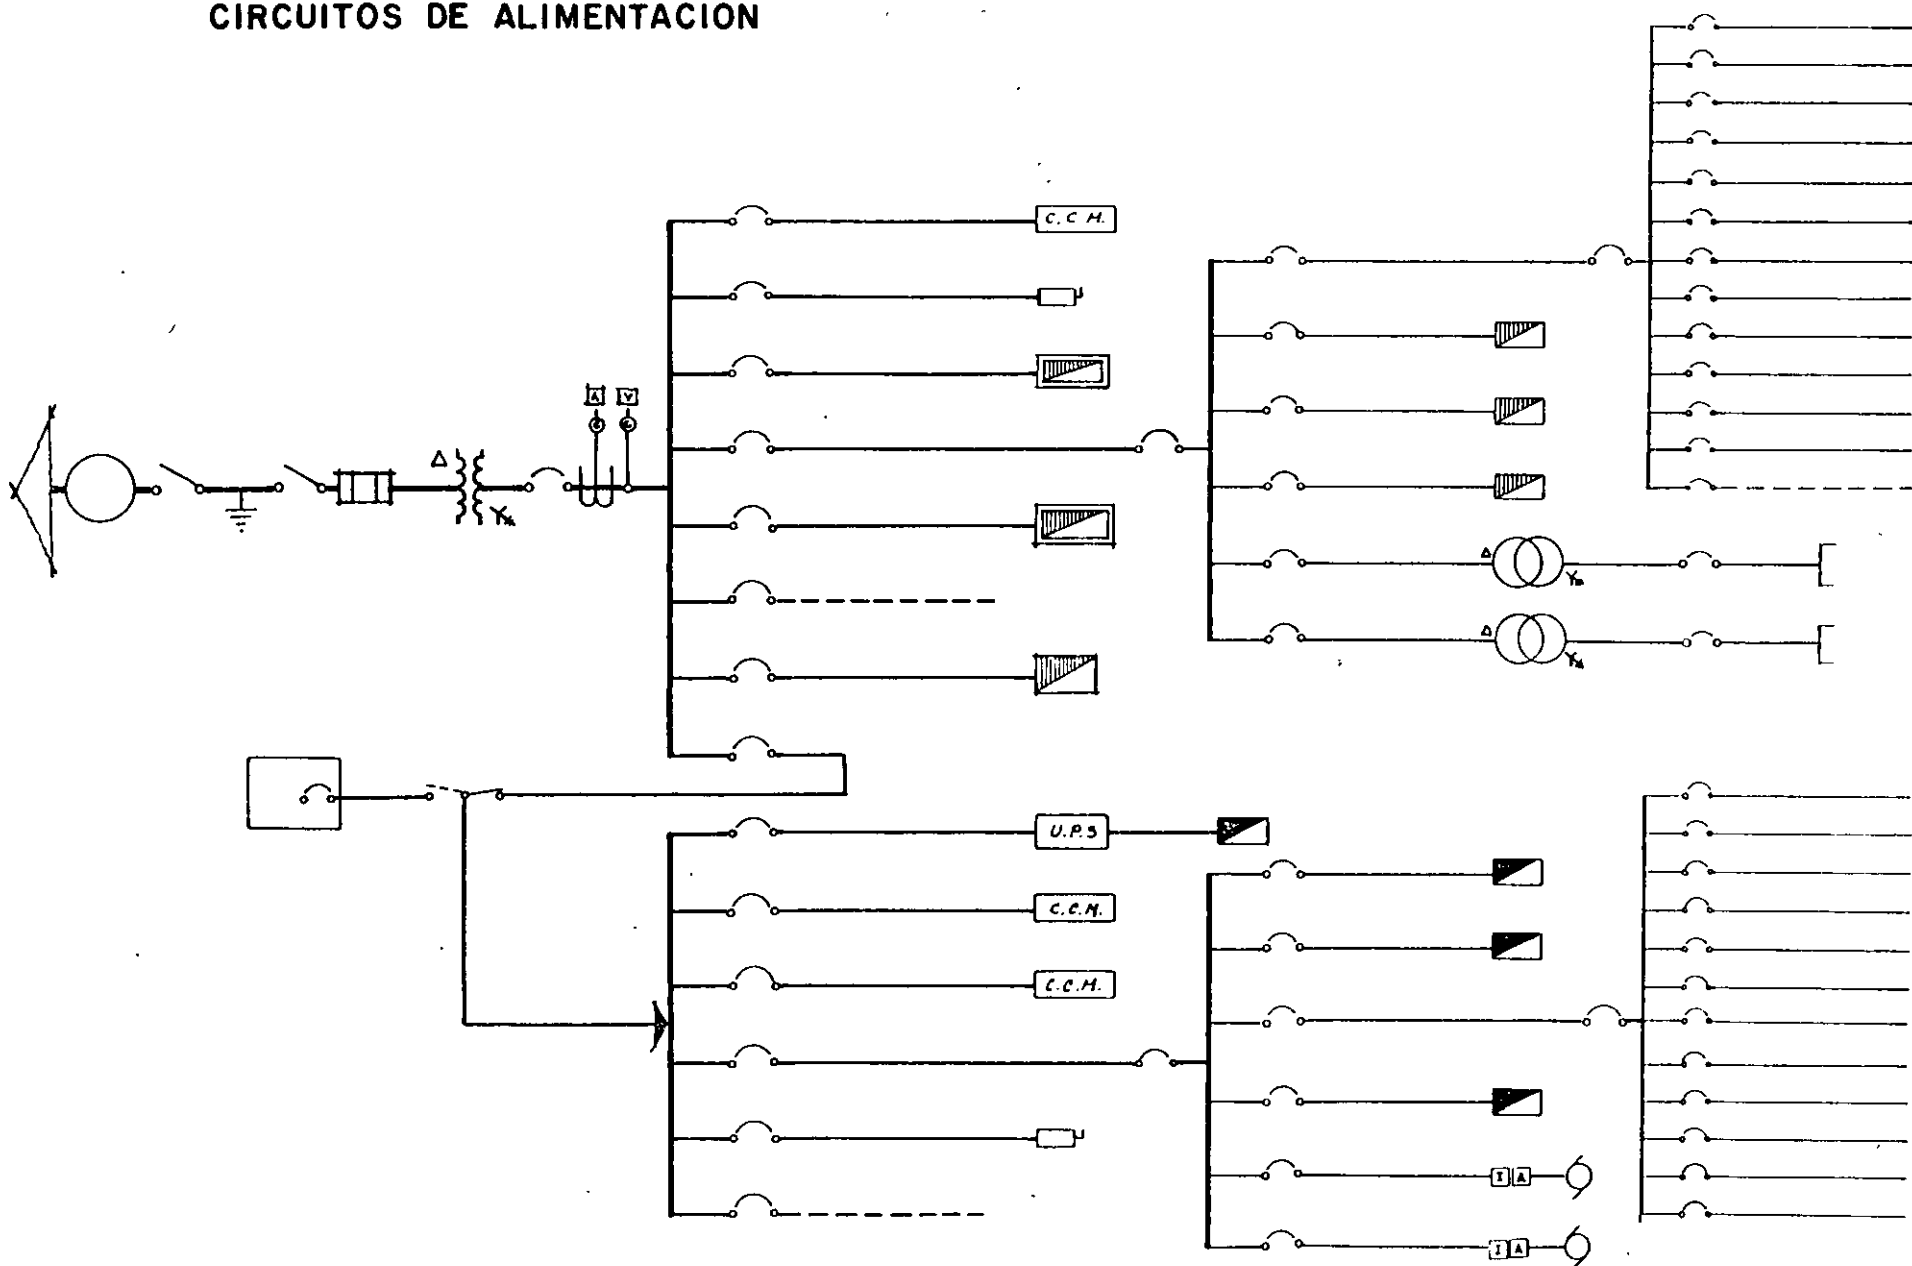 CIRCUITOS DE ALIMENTACION
C.C.M.
A V
Δ
Y
Δ
Y
Δ
Y
U.P.S
C.C.M.
C.C.M.
I A
I A